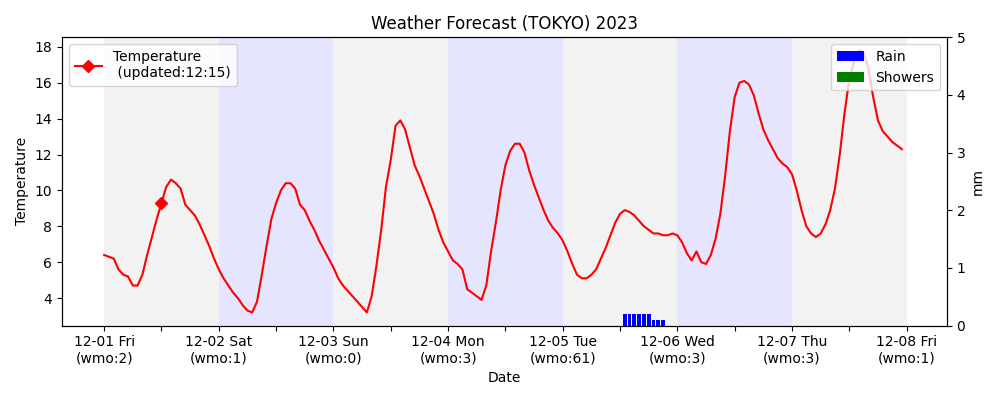 Weather Forecast (TOKYO) 2023
Temperature
(updated:12:15)
Rain
Showers
18
16
14
12
10
8
6
4
Temperature
5
4
3
2
1
0
mm
12-01 Fri
(wmo:2)
12-02 Sat
(wmo:1)
12-03 Sun
(wmo:0)
12-04 Mon
(wmo:3)
12-05 Tue
(wmo:61)
12-06 Wed
(wmo:3)
12-07 Thu
(wmo:3)
12-08 Fri
(wmo:1)
Date